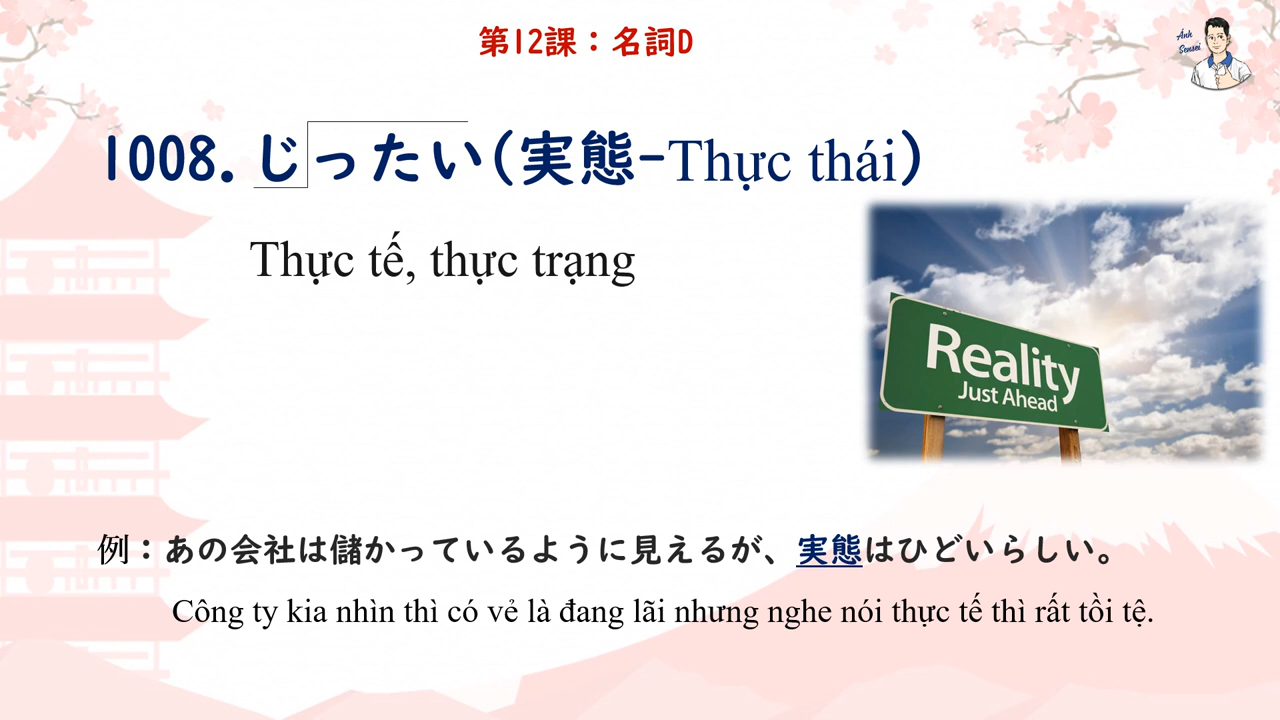 第12課：名詞D
Anh
Sensei
1008. じったい(実態-Thực thái)
Thực tế, thực trạng
Reality
Just Ahead
例：あの会社は儲かっているように見えるが、実態はひどいらしい。
Công ty kia nhìn thì có vẻ là đang lãi nhưng nghe nói thực tế thì rất tồi tệ.